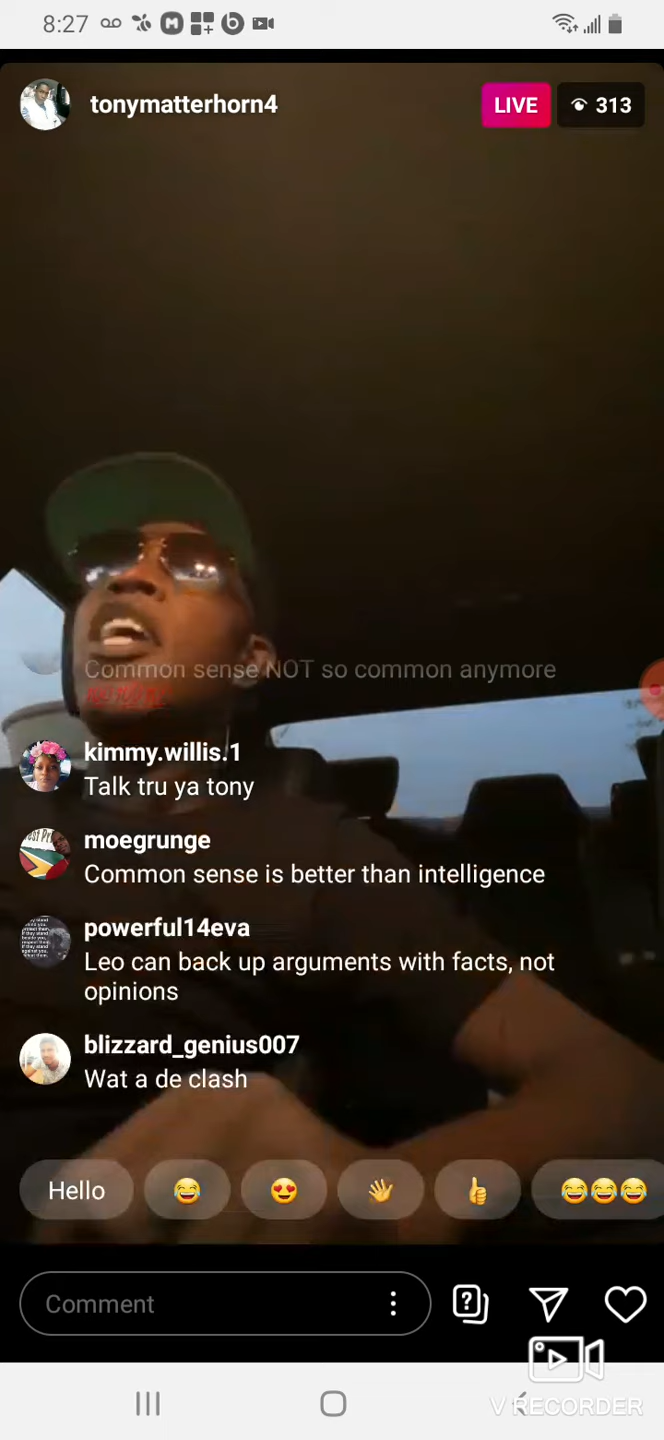 8:27
tonymatterhorn4
LIVE
313
Common sense NOT so common anymore
kimmy.willis.1
Talk tru ya tony
moegrunge
Common sense is better than intelligence
powerful14eva
Leo can back up arguments with facts, not
opinions
blizzard_genius007
Wat a de clash
Hello
Comment
V RECORDER